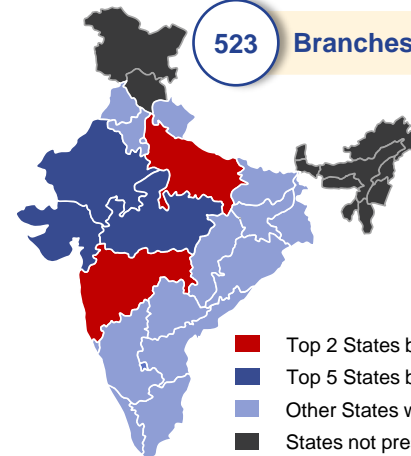 523 Branches
Top 2 States b
Top 5 States b
Other States w
States not pre